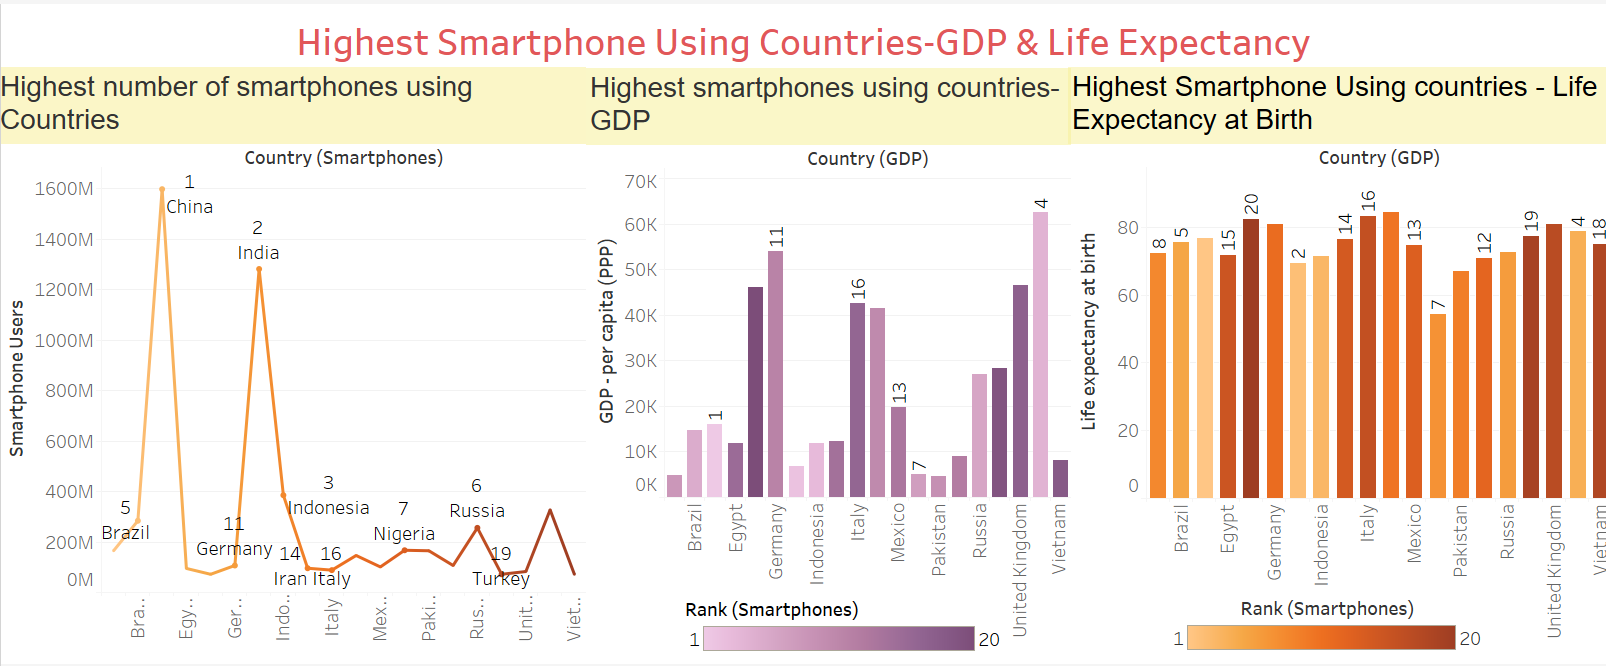 Highest Smartphone Using Countries-GDP & Life Expectancy
Highest number of smartphones using
Countries
Country (Smartphones)
Smartphone Users
1600M
1400M
1200M
1000M
800M
600M
400M
200M
0M
1
China
2
India
3
Indonesia
5
Brazil
11
Germany
14
Iran
16
Italy
7
Nigeria
6
Russia
19
Turkey
Bra..
Egy..
Ger..
Indo..
Italy
Mex..
Paki..
Rus..
Unit..
Viet..
Highest smartphones using countries-
GDP
Country (GDP)
GDP - per capita (PPP)
70K
60K
50K
40K
30K
20K
10K
0K
1
11
16
13
7
4
Brazil
Egypt
Germany
Indonesia
Italy
Mexico
Pakistan
Russia
United Kingdom
Vietnam
Rank (Smartphones)
1
20
Highest Smartphone Using countries - Life
Expectancy at Birth
Country (GDP)
Life expectancy at birth
80
60
40
20
0
8
5
15
20
2
14
16
13
7
12
19
4
18
Brazil
Egypt
Germany
Indonesia
Italy
Mexico
Pakistan
Russia
United Kingdom
Vietnam
Rank (Smartphones)
1
20